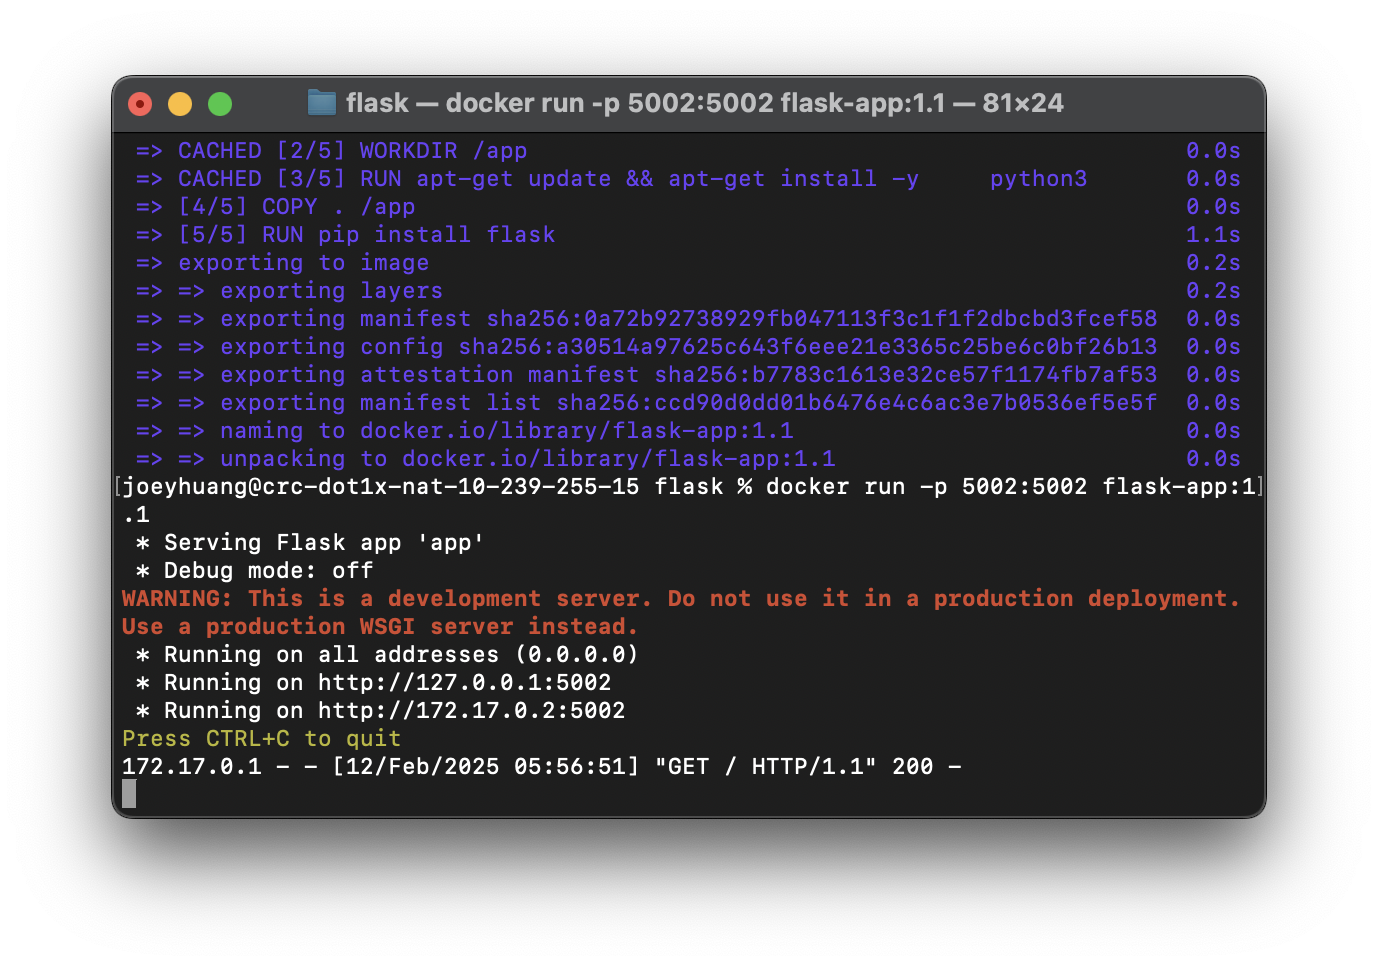 flask — docker run -p 5002:5002 flask-app:1.1 — 81×24
=> CACHED [2/5] WORKDIR /app 0.0s
=> CACHED [3/5] RUN apt-get update && apt-get install -y     python3 0.0s
=> [4/5] COPY . /app 0.0s
=> [5/5] RUN pip install flask 1.1s
=> exporting to image 0.2s
=> => exporting layers 0.2s
=> => exporting manifest sha256:0a72b92738929fb047113f3c1f1f2dbcbd3fcef58 0.0s
=> => exporting config sha256:a30514a97625c643f6eee21e3365c25be6c0bf26b13 0.0s
=> => exporting attestation manifest sha256:b7783c1613e32ce57f1174fb7af53 0.0s
=> => exporting manifest list sha256:ccd90d0dd01b6476e4c6ac3e7b0536ef5e5f 0.0s
=> => naming to docker.io/library/flask-app:1.1 0.0s
=> => unpacking to docker.io/library/flask-app:1.1 0.0s
[joeyhuang@crc-dot1x-nat-10-239-255-15 flask % docker run -p 5002:5002 flask-app:1]
.1
* Serving Flask app 'app'
* Debug mode: off
WARNING: This is a development server. Do not use it in a production deployment.
Use a production WSGI server instead.
* Running on all addresses (0.0.0.0)
* Running on http://127.0.0.1:5002
* Running on http://172.17.0.2:5002
Press CTRL+C to quit
172.17.0.1 - - [12/Feb/2025 05:56:51] "GET / HTTP/1.1" 200 -